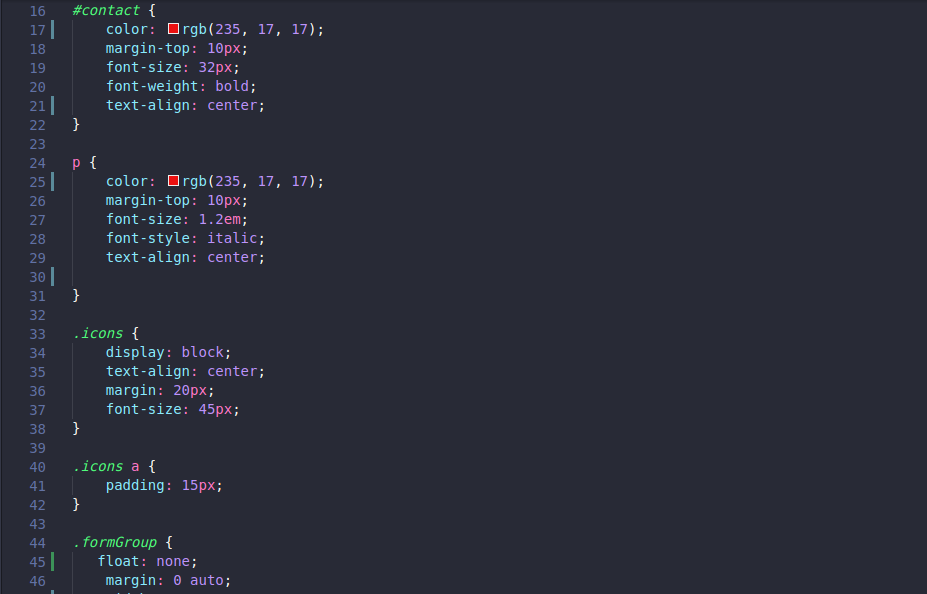 16 #contact {
17 color: rgb(235, 17, 17);
18 margin-top: 10px;
19 font-size: 32px;
20 font-weight: bold;
21 text-align: center;
22 }
23
24 p {
25 color: rgb(235, 17, 17);
26 margin-top: 10px;
27 font-size: 1.2em;
28 font-style: italic;
29 text-align: center;
30
31 }
32
33 .icons {
34 display: block;
35 text-align: center;
36 margin: 20px;
37 font-size: 45px;
38 }
39
40 .icons a {
41 padding: 15px;
42 }
43
44 .formGroup {
45 float: none;
46 margin: 0 auto;